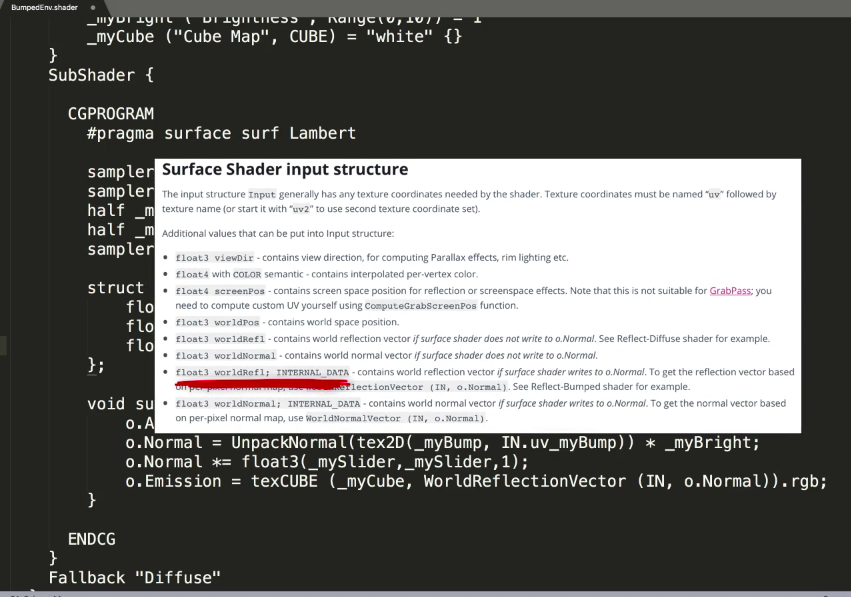 BumpedEnv.shader
_myBright ("Brightness", Range(0,10)) = 1
_myCube ("Cube Map", CUBE) = "white" {}
}
SubShader {
CGPROGRAM
#pragma surface surf Lambert
sampler
sampler
half _m
half _m
sampler
struct
flo
flo
flo
};
void su
o.A
Surface Shader input structure
The input structure Input generally has any texture coordinates needed by the shader. Texture coordinates must be named “uv” followed by
texture name (or start it with “uv2” to use second texture coordinate set).
Additional values that can be put into Input structure:
• float3 viewDir - contains view direction, for computing Parallax effects, rim lighting etc.
• float4 with COLOR semantic - contains interpolated per-vertex color.
• float4 screenPos - contains screen space position for reflection or screenspace effects. Note that this is not suitable for GrabPass; you
need to compute custom UV yourself using ComputeGrabScreenPos function.
• float3 worldPos - contains world space position.
• float3 worldRefl - contains world reflection vector if surface shader does not write to o.Normal. See Reflect-Diffuse shader for example.
• float3 worldNormal - contains world normal vector if surface shader does not write to o.Normal.
• float3 worldRefl; INTERNAL_DATA - contains world reflection vector if surface shader writes to o.Normal. To get the reflection vector based
on per-pixel normal map, use WorldReflectionVector (IN, o.Normal). See Reflect-Bumped shader for example.
• float3 worldNormal; INTERNAL_DATA - contains world normal vector if surface shader writes to o.Normal. To get the normal vector based
on per-pixel normal map, use WorldNormalVector (IN, o.Normal).
o.Normal = UnpackNormal(tex2D(_myBump, IN.uv_myBump)) * _myBright;
o.Normal *= float3(_mySlider,_mySlider,1);
o.Emission = texCUBE (_myCube, WorldReflectionVector (IN, o.Normal)).rgb;
}
ENDCG
}
Fallback "Diffuse"